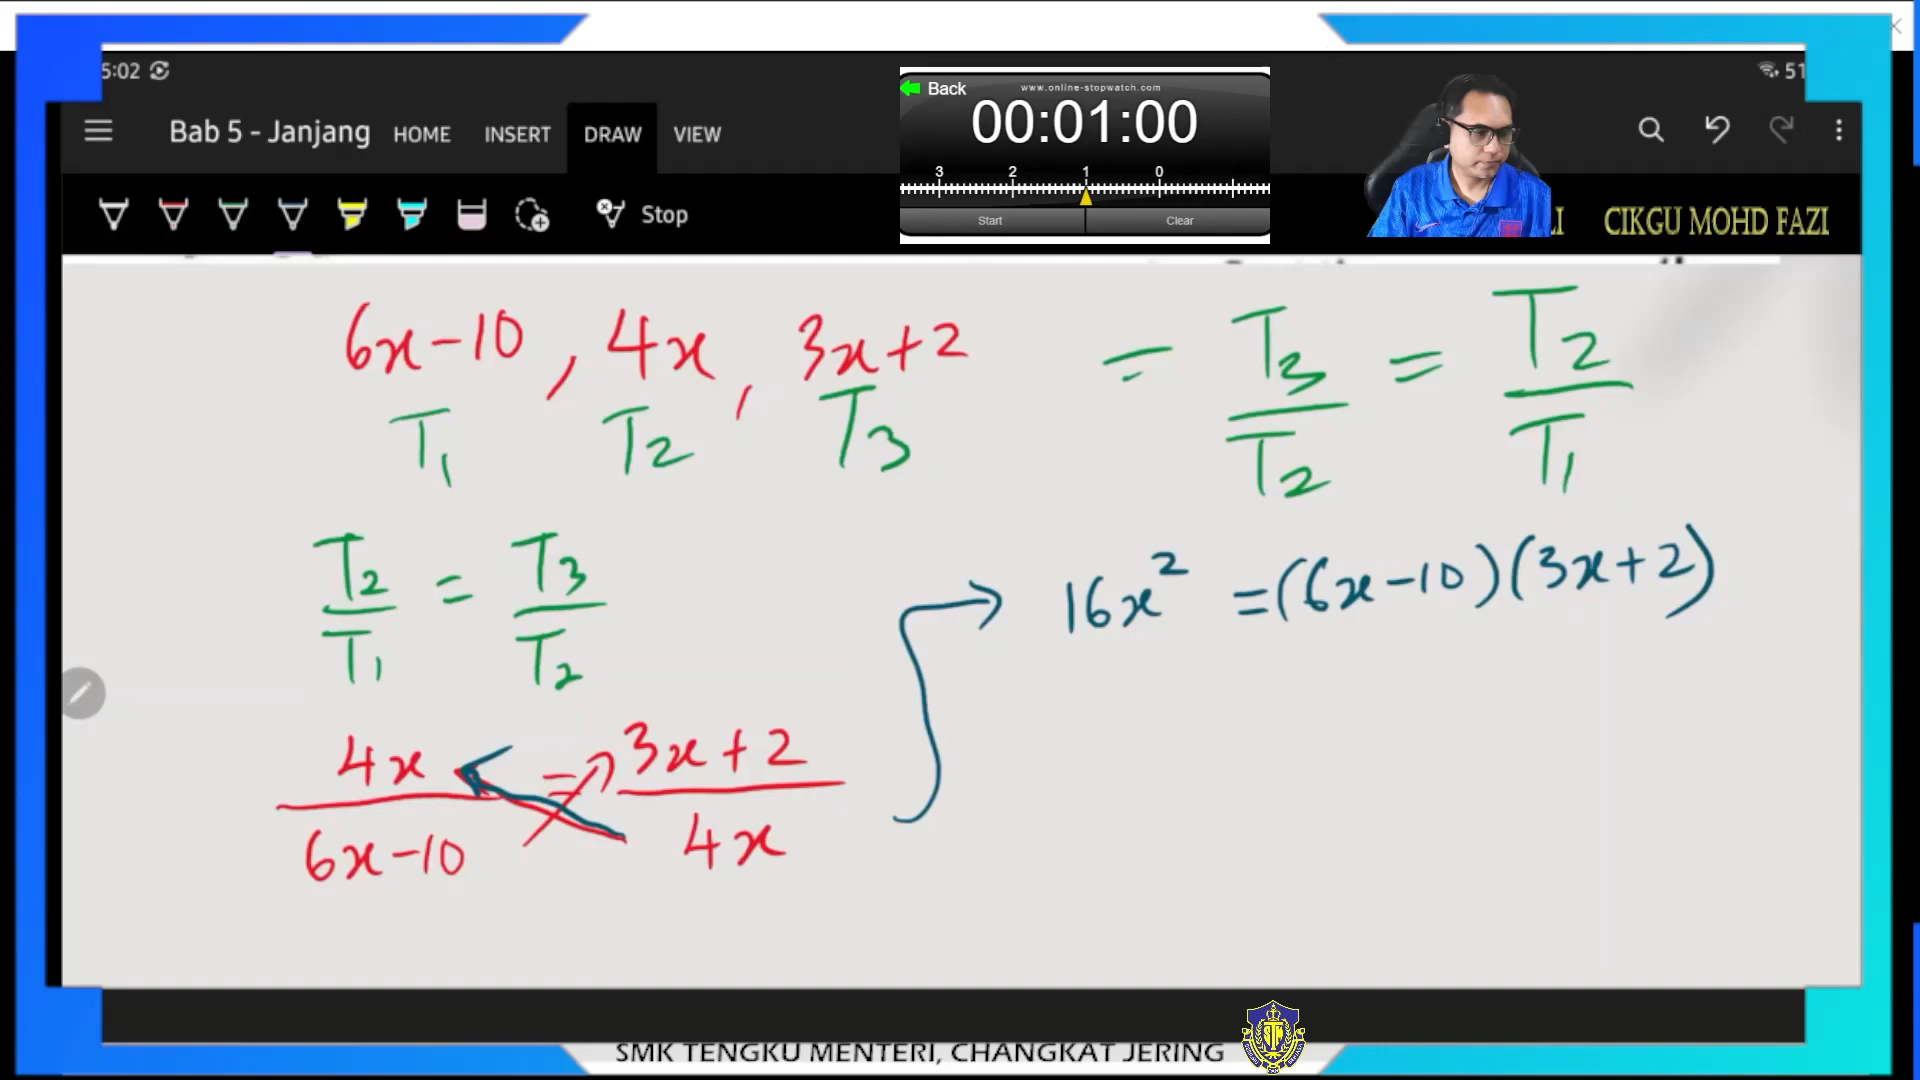 5:02
51
Back
www.online-stopwatch.com
00:01:00
3 2 1 0
Start Clear
Bab 5 - Janjang HOME INSERT DRAW VIEW
Stop
LI CIKGU MOHD FAZI
6x-10, 4x, 3x+2
T1 T2 T3
= T3/T2 = T2/T1
T2/T1 = T3/T2
4x/6x-10 = 3x+2/4x
16x² =(6x-10)(3x+2)
SMK TENGKU MENTERI, CHANGKAT JERING